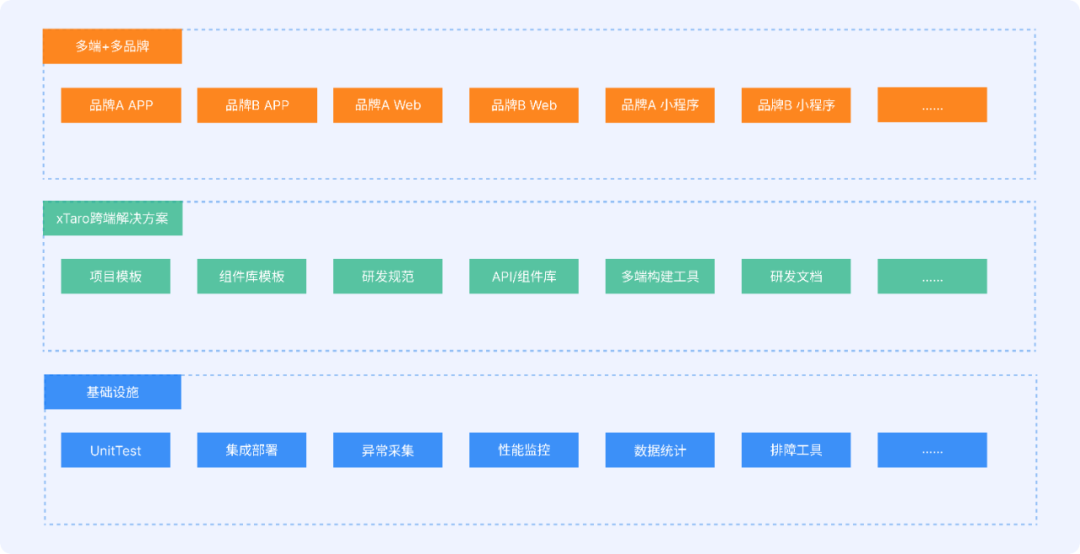 多端+多品牌
品牌A APP
品牌B APP
品牌A Web
品牌B Web
品牌A 小程序
品牌B 小程序
......
xTaro跨端解决方案
项目模板
组件库模板
研发规范
API/组件库
多端构建工具
研发文档
......
基础设施
UnitTest
集成部署
异常采集
性能监控
数据统计
排障工具
......